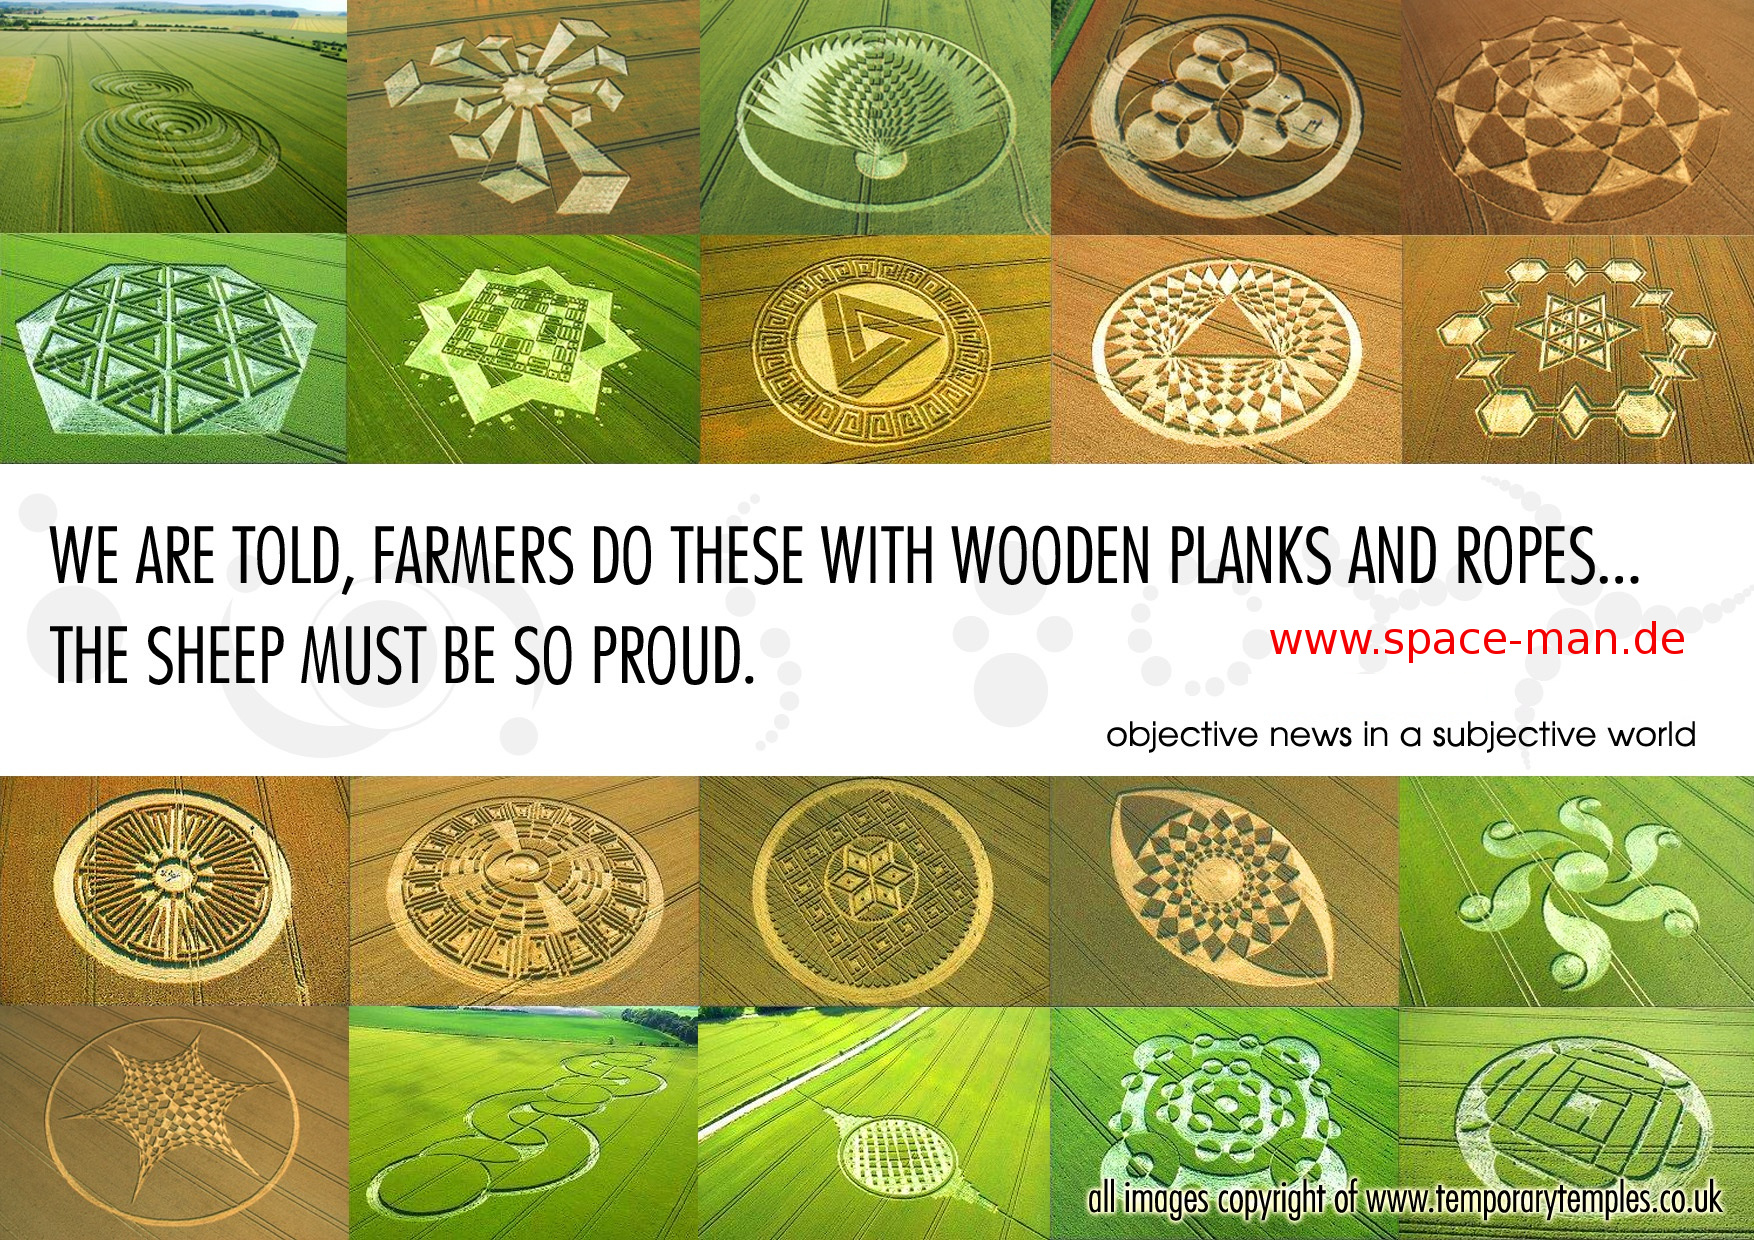 WE ARE TOLD, FARMERS DO THESE WITH WOODEN PLANKS AND ROPES...
THE SHEEP MUST BE SO PROUD.
www.space-man.de
objective news in a subjective world
all images copyright of www.temporarytemples.co.uk